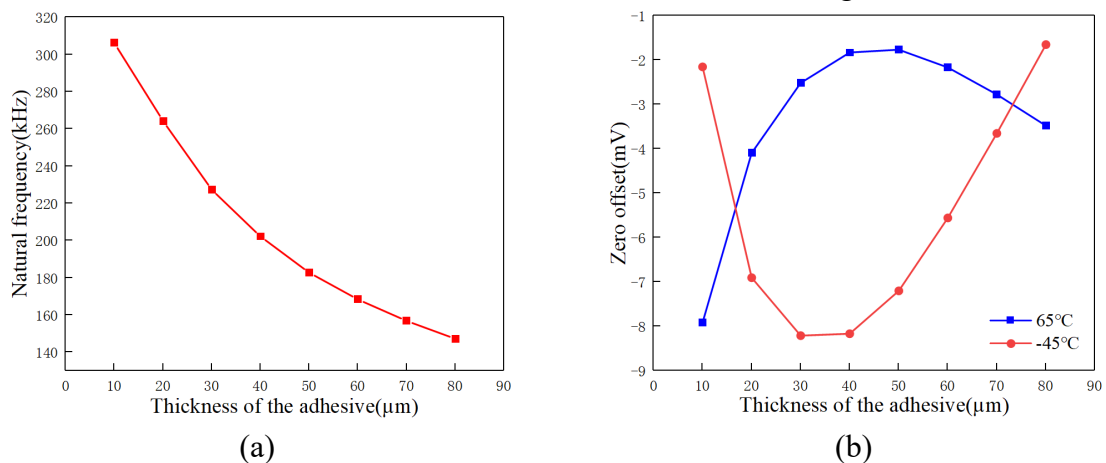 320
300
280
260
240
220
200
180
160
140
Natural frequency(kHz)
0 10 20 30 40 50 60 70 80 90
Thickness of the adhesive(μm)
(a)
-1
-2
-3
-4
-5
-6
-7
-8
-9
Zero offset(mV)
65℃
-45℃
0 10 20 30 40 50 60 70 80 90
Thickness of the adhesive(μm)
(b)